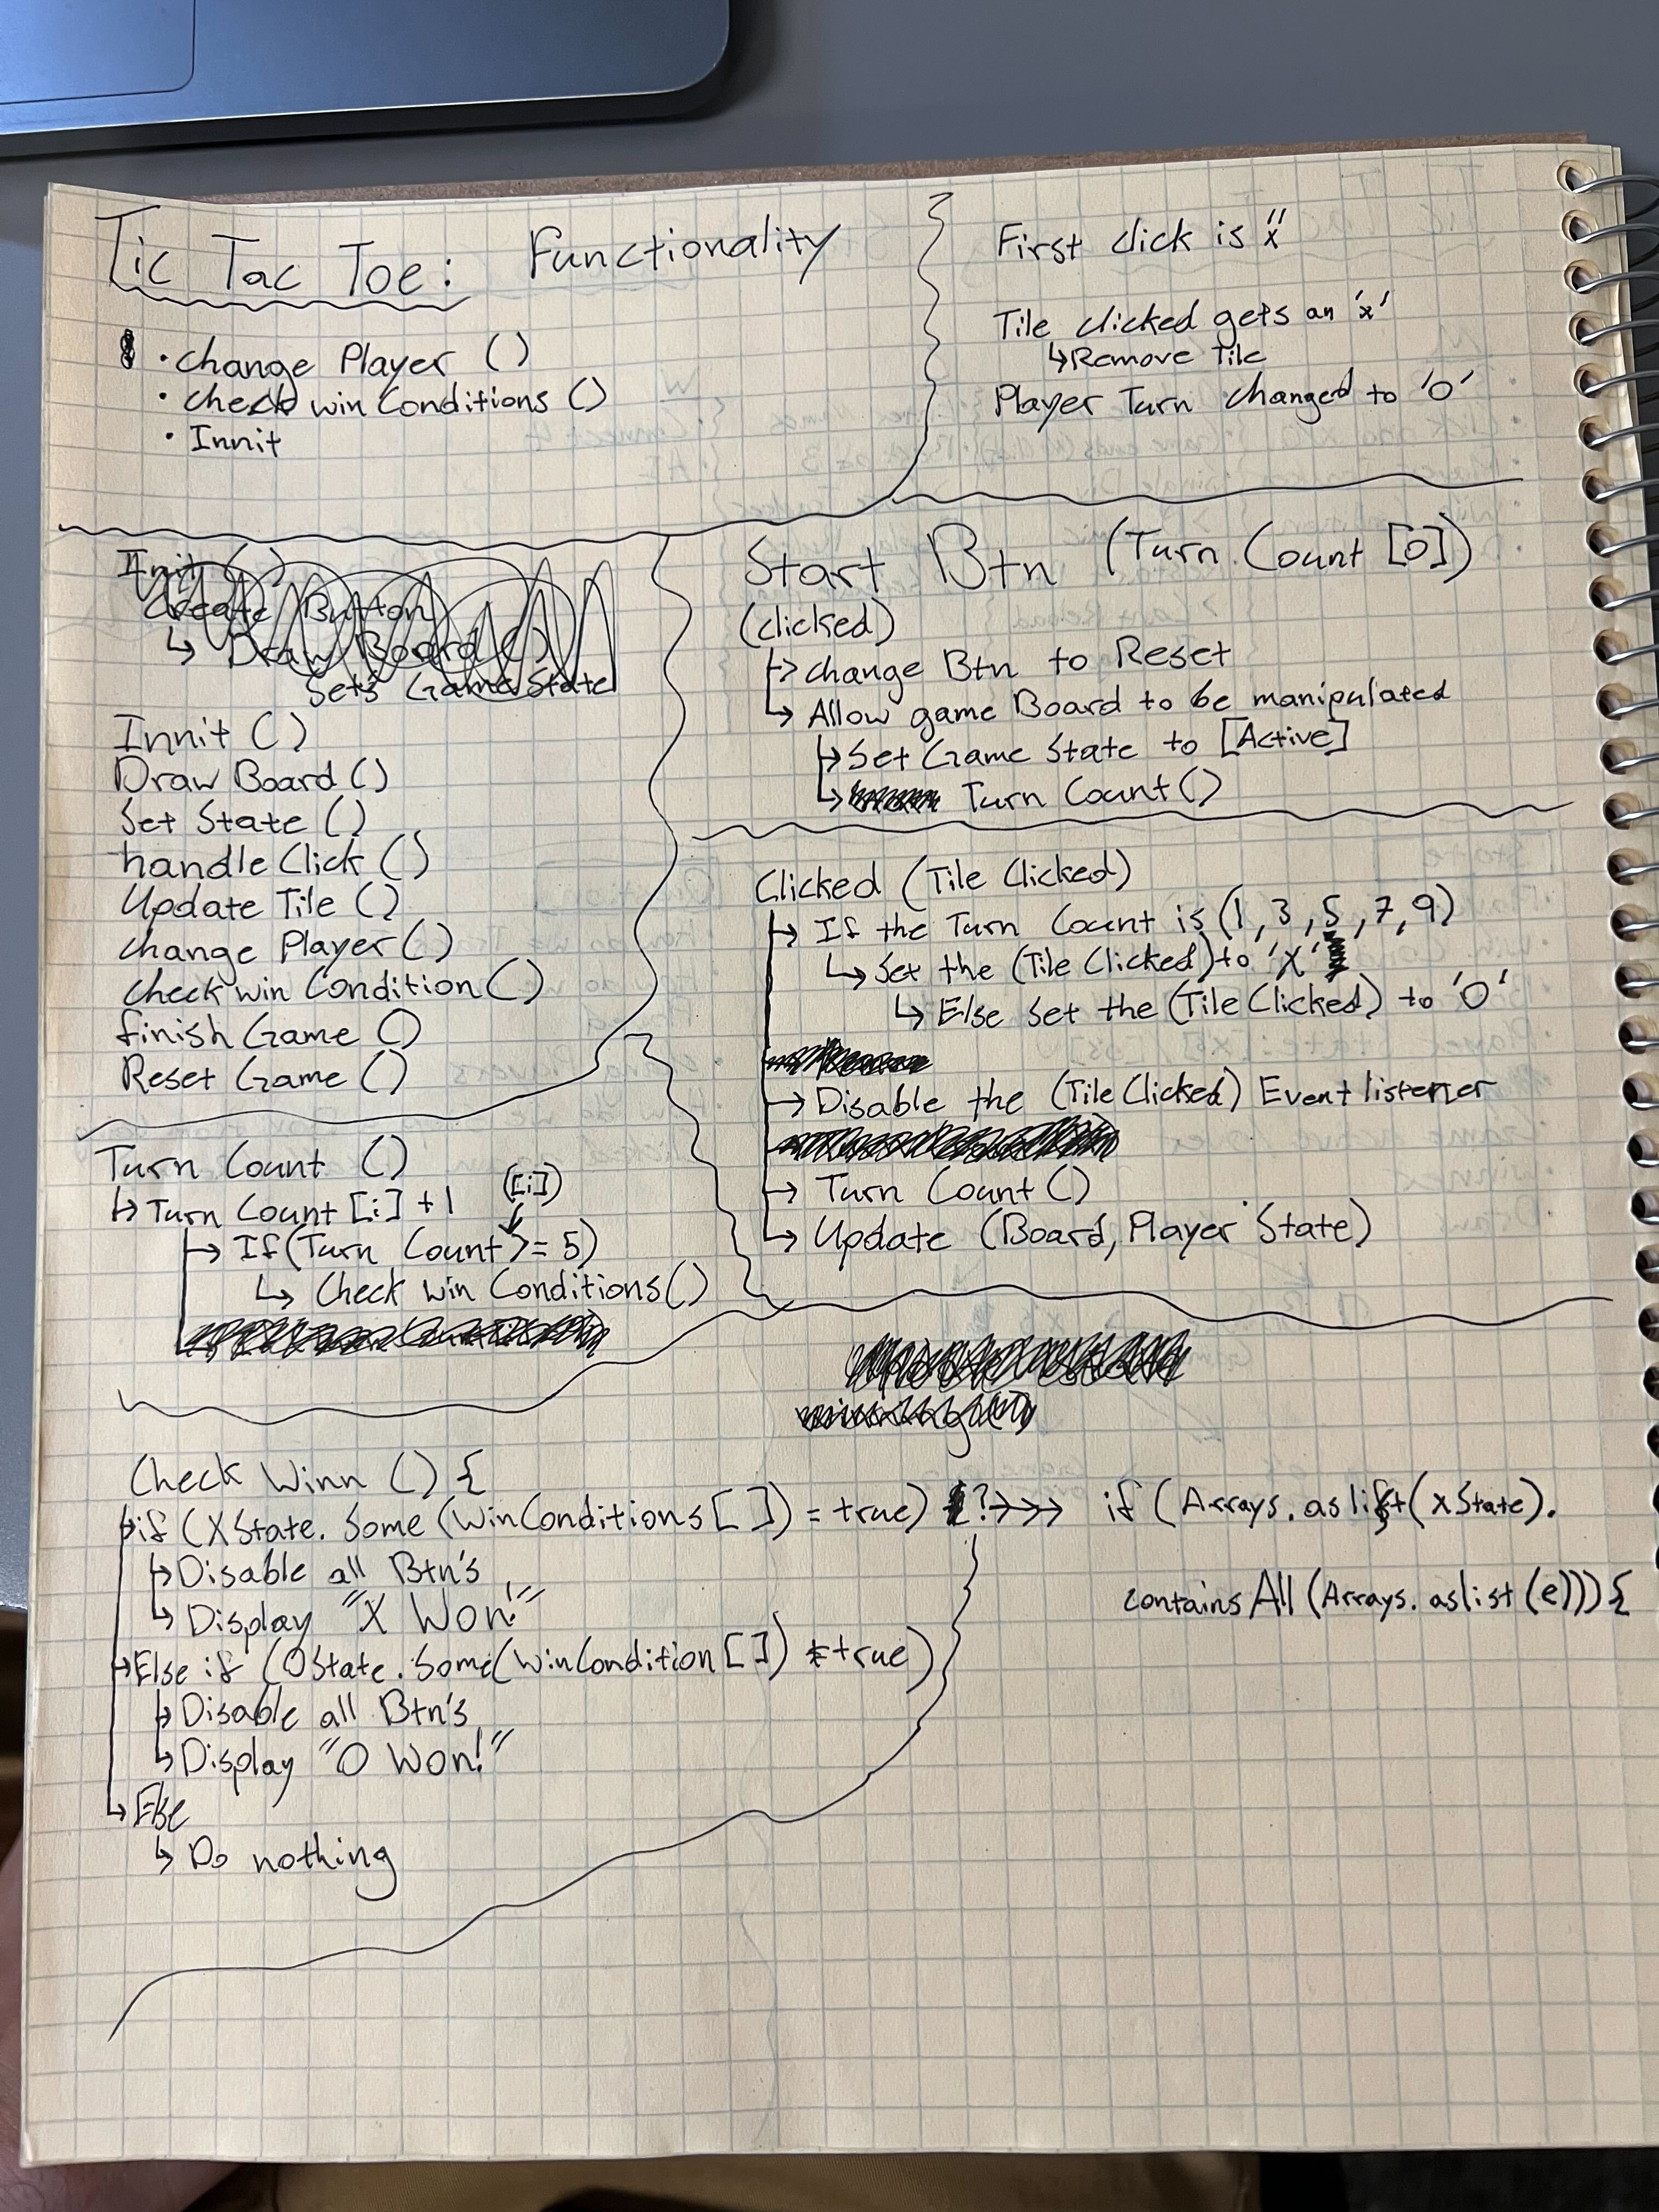 Tic Tac Toe: Functionality
• change Player ()
• check win Conditions ()
• Innit
First click is "x"
Tile clicked gets an 'x'
↳Remove Tile
Player Turn changed to 'O'
Innit ()
Create Button
↳ Draw Board ()
Sets Game State
Innit ()
Draw Board ()
Set State ()
handle Click ()
Update Tile ()
change Player ()
check win Condition ()
finish Game ()
Reset Game ()
Start Btn (Turn Count [0])
(clicked)
↳ change Btn to Reset
↳ Allow game Board to be manipulated
↳ Set Game State to [Active]
↳ Turn Count ()
Clicked (Tile Clicked)
↳ If the Turn Count is (1, 3, 5, 7, 9)
↳ Set the (Tile Clicked) to 'X'
↳ Else set the (Tile Clicked) to 'O'
→ Disable the (Tile Clicked) Event listener
→ Turn Count ()
↳ Update (Board, Player State)
Turn Count ()
↳ Turn Count [i] + 1
([i])
→ If (Turn Count >= 5)
↳ Check win Conditions ()
Check Winn () {
if (XState. Some (WinConditions [ ]) = true) ?→>> if (Arrays. as list (xState).
contains All (Arrays. aslist (e))) {
↳ Disable all Btn's
↳ Display "X Won!"
↳ Else if (OState. Some (WinCondition [ ]) = true)
↳ Disable all Btn's
↳ Display "O Won!"
↳ Else
↳ Do nothing